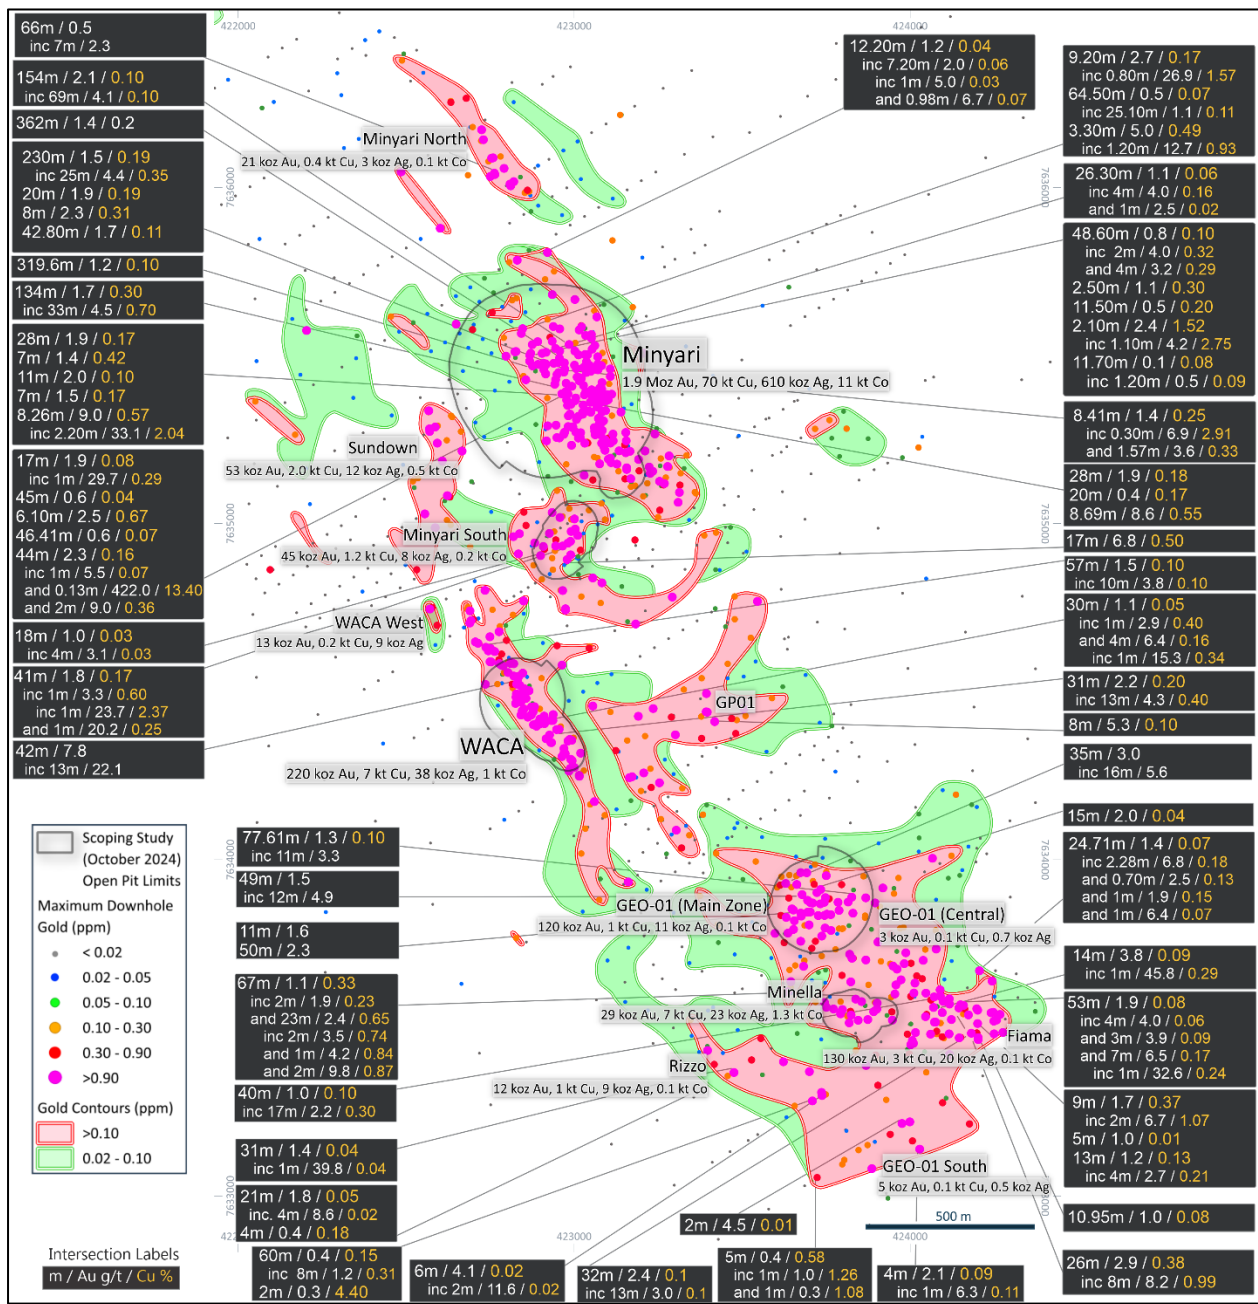 422000
423000
424000
66m / 0.5
inc 7m / 2.3
154m / 2.1 / 0.10
inc 69m / 4.1 / 0.10
362m / 1.4 / 0.2
230m / 1.5 / 0.19
inc 25m / 4.4 / 0.35
20m / 1.9 / 0.19
8m / 2.3 / 0.31
42.80m / 1.7 / 0.11
319.6m / 1.2 / 0.10
134m / 1.7 / 0.30
inc 33m / 4.5 / 0.70
28m / 1.9 / 0.17
7m / 1.4 / 0.42
11m / 2.0 / 0.10
7m / 1.5 / 0.17
8.26m / 9.0 / 0.57
inc 2.20m / 33.1 / 2.04
17m / 1.9 / 0.08
inc 1m / 29.7 / 0.29
45m / 0.6 / 0.04
6.10m / 2.5 / 0.67
46.41m / 0.6 / 0.07
44m / 2.3 / 0.16
inc 1m / 5.5 / 0.07
and 0.13m / 422.0 / 13.40
and 2m / 9.0 / 0.36
18m / 1.0 / 0.03
inc 4m / 3.1 / 0.03
41m / 1.8 / 0.17
inc 1m / 3.3 / 0.60
inc 1m / 23.7 / 2.37
and 1m / 20.2 / 0.25
42m / 7.8
inc 13m / 22.1
12.20m / 1.2 / 0.04
inc 7.20m / 2.0 / 0.06
inc 1m / 5.0 / 0.03
and 0.98m / 6.7 / 0.07
9.20m / 2.7 / 0.17
inc 0.80m / 26.9 / 1.57
64.50m / 0.5 / 0.07
inc 25.10m / 1.1 / 0.11
3.30m / 5.0 / 0.49
inc 1.20m / 12.7 / 0.93
26.30m / 1.1 / 0.06
inc 4m / 4.0 / 0.16
and 1m / 2.5 / 0.02
48.60m / 0.8 / 0.10
inc 2m / 4.0 / 0.32
and 4m / 3.2 / 0.29
2.50m / 1.1 / 0.30
11.50m / 0.5 / 0.20
2.10m / 2.4 / 1.52
inc 1.10m / 4.2 / 2.75
11.70m / 0.1 / 0.08
inc 1.20m / 0.5 / 0.09
8.41m / 1.4 / 0.25
inc 0.30m / 6.9 / 2.91
and 1.57m / 3.6 / 0.33
28m / 1.9 / 0.18
20m / 0.4 / 0.17
8.69m / 8.6 / 0.55
17m / 6.8 / 0.50
57m / 1.5 / 0.10
inc 10m / 3.8 / 0.10
30m / 1.1 / 0.05
inc 1m / 2.9 / 0.40
and 4m / 6.4 / 0.16
inc 1m / 15.3 / 0.34
31m / 2.2 / 0.20
inc 13m / 4.3 / 0.40
8m / 5.3 / 0.10
35m / 3.0
inc 16m / 5.6
15m / 2.0 / 0.04
24.71m / 1.4 / 0.07
inc 2.28m / 6.8 / 0.18
and 0.70m / 2.5 / 0.13
and 1m / 1.9 / 0.15
and 1m / 6.4 / 0.07
14m / 3.8 / 0.09
inc 1m / 45.8 / 0.29
53m / 1.9 / 0.08
inc 4m / 4.0 / 0.06
and 3m / 3.9 / 0.09
and 7m / 6.5 / 0.17
inc 1m / 32.6 / 0.24
9m / 1.7 / 0.37
inc 2m / 6.7 / 1.07
5m / 1.0 / 0.01
13m / 1.2 / 0.13
inc 4m / 2.7 / 0.21
10.95m / 1.0 / 0.08
26m / 2.9 / 0.38
inc 8m / 8.2 / 0.99
Minyari North
21 koz Au, 0.4 kt Cu, 3 koz Ag, 0.1 kt Co
7636000
7636000
Minyari
1.9 Moz Au, 70 kt Cu, 610 koz Ag, 11 kt Co
Sundown
53 koz Au, 2.0 kt Cu, 12 koz Ag, 0.5 kt Co
7635000
7635000
Minyari South
45 koz Au, 1.2 kt Cu, 8 koz Ag, 0.2 kt Co
WACA West
13 koz Au, 0.2 kt Cu, 9 koz Ag
GP01
WACA
220 koz Au, 7 kt Cu, 38 koz Ag, 1 kt Co
7634000
7634000
GEO-01 (Main Zone)
120 koz Au, 1 kt Cu, 11 koz Ag, 0.1 kt Co
GEO-01 (Central)
3 koz Au, 0.1 kt Cu, 0.7 koz Ag
Minella
29 koz Au, 7 kt Cu, 23 koz Ag, 1.3 kt Co
Fiama
130 koz Au, 3 kt Cu, 20 koz Ag, 0.1 kt Co
Rizzo
12 koz Au, 1 kt Cu, 9 koz Ag, 0.1 kt Co
GEO-01 South
5 koz Au, 0.1 kt Cu, 0.5 koz Ag
7633000
500 m
423000
424000
77.61m / 1.3 / 0.10
inc 11m / 3.3
49m / 1.5
inc 12m / 4.9
11m / 1.6
50m / 2.3
67m / 1.1 / 0.33
inc 2m / 1.9 / 0.23
and 23m / 2.4 / 0.65
inc 2m / 3.5 / 0.74
and 1m / 4.2 / 0.84
and 2m / 9.8 / 0.87
40m / 1.0 / 0.10
inc 17m / 2.2 / 0.30
31m / 1.4 / 0.04
inc 1m / 39.8 / 0.04
21m / 1.8 / 0.05
inc. 4m / 8.6 / 0.02
4m / 0.4 / 0.18
60m / 0.4 / 0.15
inc 8m / 1.2 / 0.31
2m / 0.3 / 4.40
6m / 4.1 / 0.02
inc 2m / 11.6 / 0.02
32m / 2.4 / 0.1
inc 13m / 3.0 / 0.1
2m / 4.5 / 0.01
5m / 0.4 / 0.58
inc 1m / 1.0 / 1.26
and 1m / 0.3 / 1.08
4m / 2.1 / 0.09
inc 1m / 6.3 / 0.11
Scoping Study
(October 2024)
Open Pit Limits
Maximum Downhole
Gold (ppm)
< 0.02
0.02 - 0.05
0.05 - 0.10
0.10 - 0.30
0.30 - 0.90
>0.90
Gold Contours (ppm)
>0.10
0.02 - 0.10
Intersection Labels
m / Au g/t / Cu %